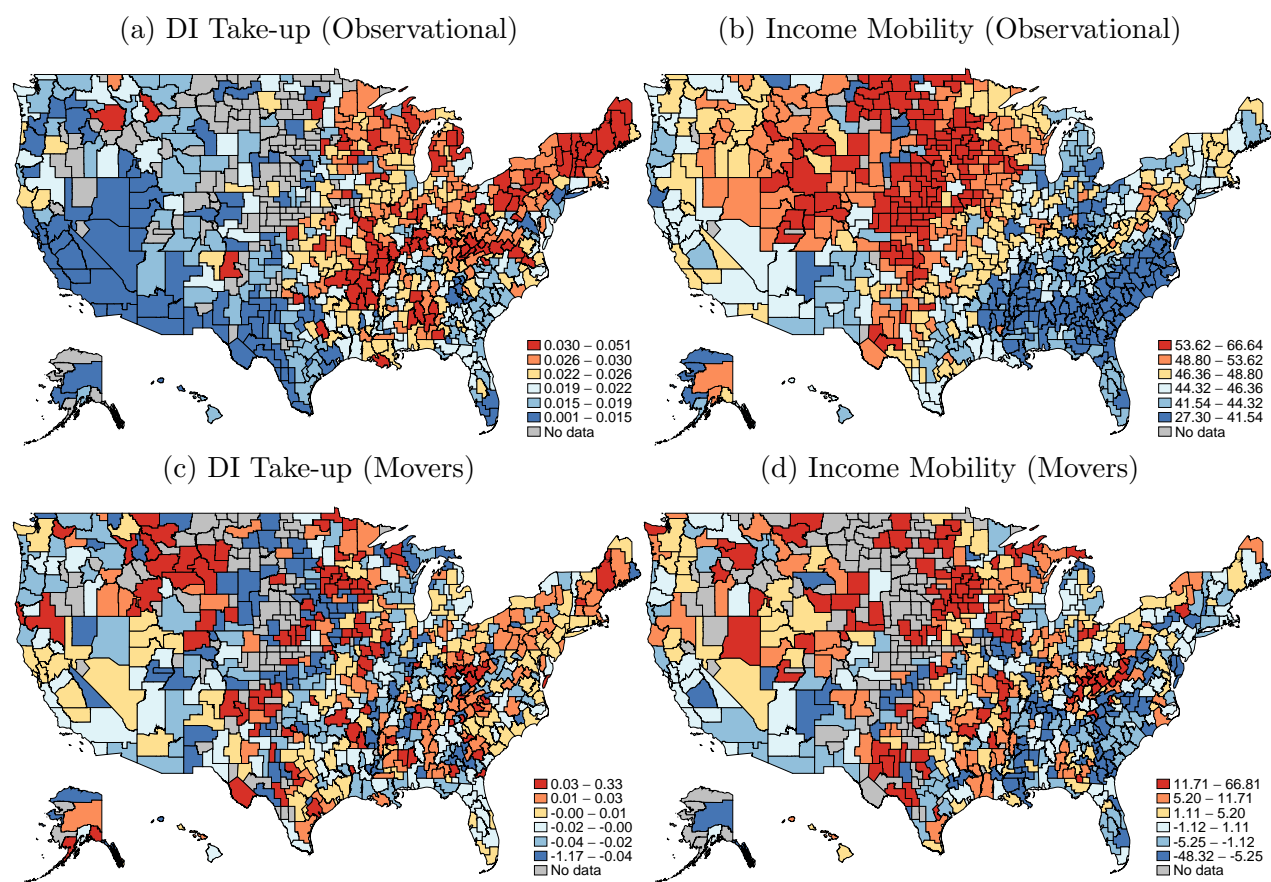 (a) DI Take-up (Observational)
(b) Income Mobility (Observational)
0.030 – 0.051
0.026 – 0.030
0.022 – 0.026
0.019 – 0.022
0.015 – 0.019
0.001 – 0.015
No data
53.62 – 66.64
48.80 – 53.62
46.36 – 48.80
44.32 – 46.36
41.54 – 44.32
27.30 – 41.54
No data
(c) DI Take-up (Movers)
(d) Income Mobility (Movers)
0.03 – 0.33
0.01 – 0.03
-0.00 – 0.01
-0.02 – -0.00
-0.04 – -0.02
-1.17 – -0.04
No data
11.71 – 66.81
5.20 – 11.71
1.11 – 5.20
-1.12 – 1.11
-5.25 – -1.12
-48.32 – -5.25
No data